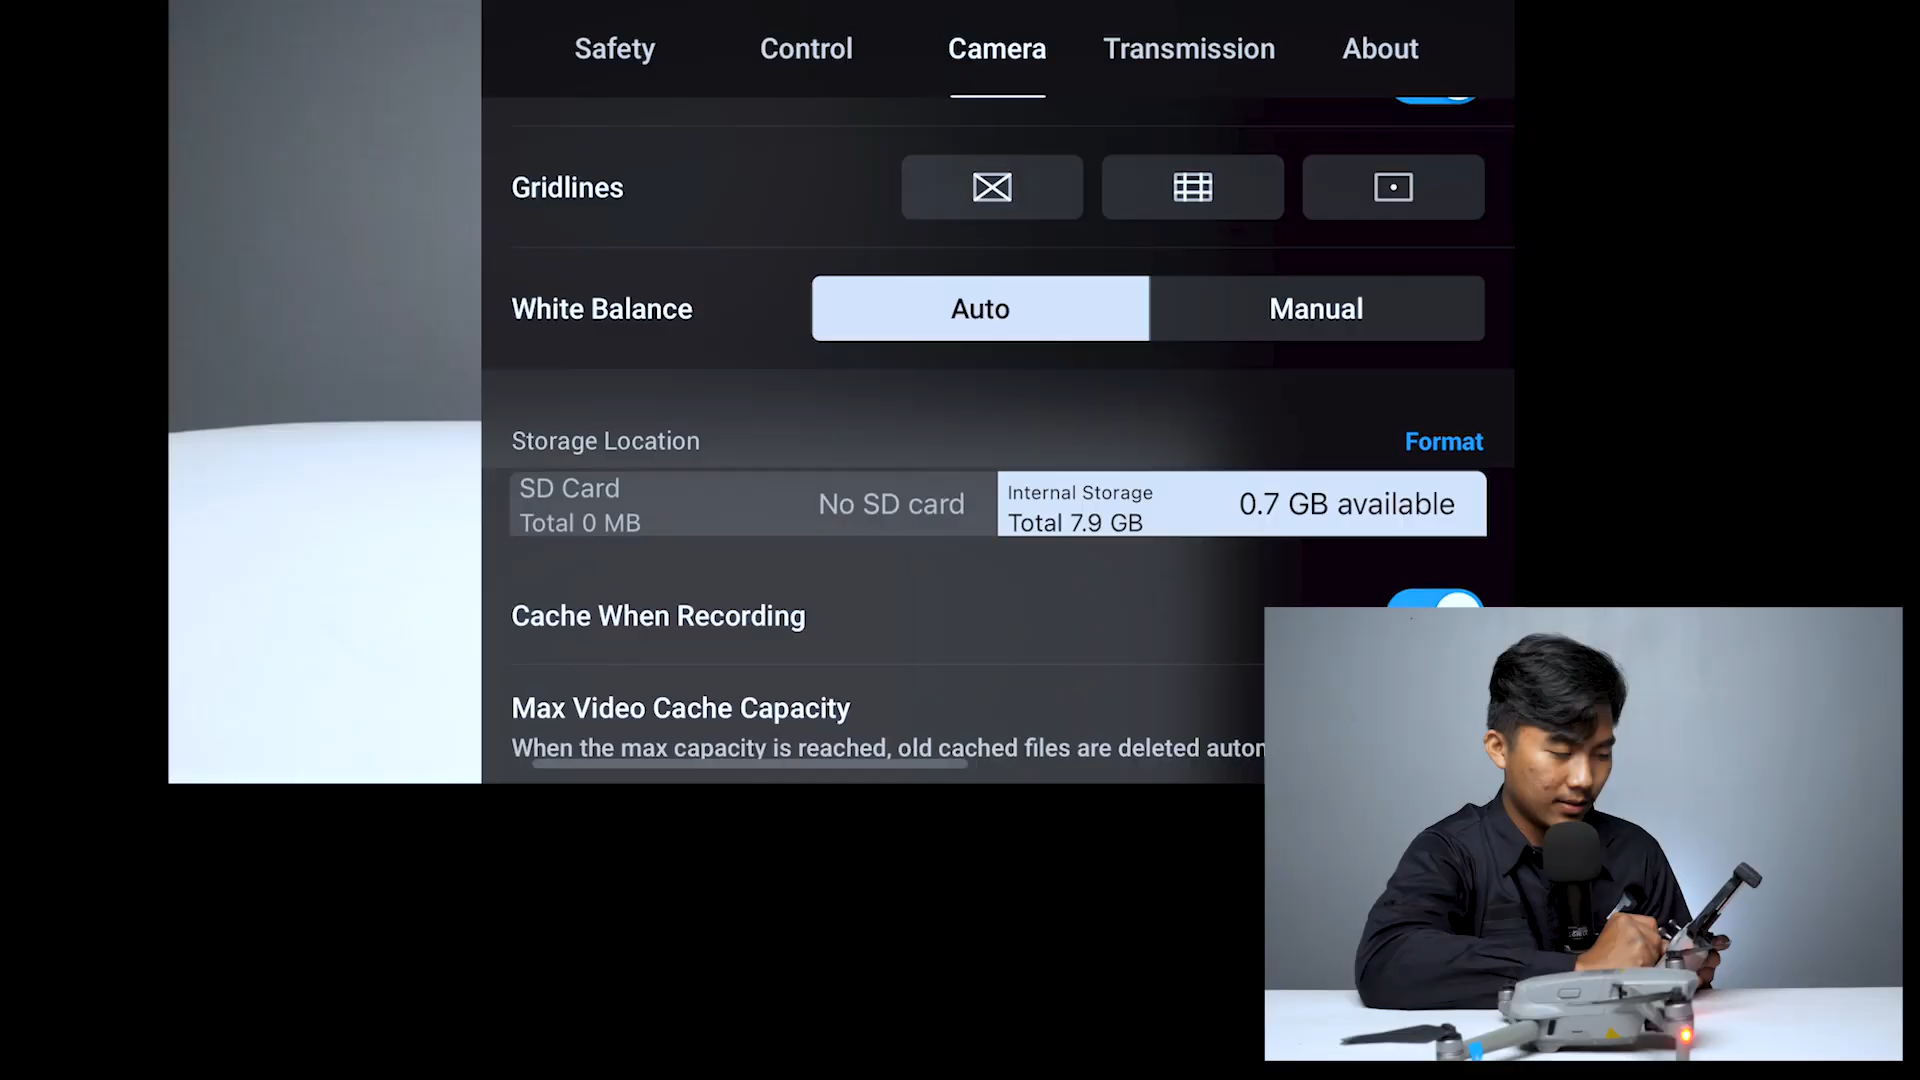 Safety Control Camera Transmission About
Gridlines
White Balance Auto Manual
Storage Location Format
SD Card
Total 0 MB
No SD card
Internal Storage
Total 7.9 GB
0.7 GB available
Cache When Recording
Max Video Cache Capacity
When the max capacity is reached, old cached files are deleted